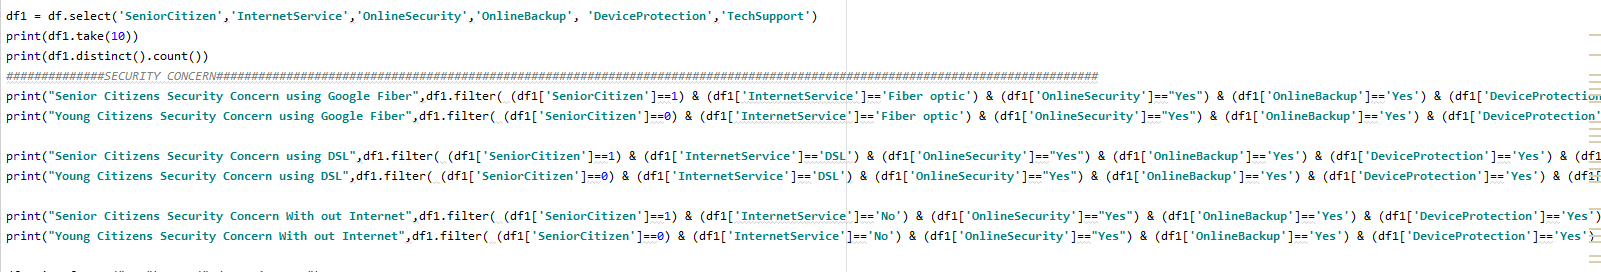 df1 = df.select('SeniorCitizen','InternetService','OnlineSecurity','OnlineBackup', 'DeviceProtection','TechSupport')
print(df1.take(10))
print(df1.distinct().count())
##############SECURITY CONCERN##############################################################################################################################
print("Senior Citizens Security Concern using Google Fiber",df1.filter( (df1['SeniorCitizen']==1) & (df1['InternetService']=='Fiber optic') & (df1['OnlineSecurity']=="Yes") & (df1['OnlineBackup']=='Yes') & (df1['DeviceProtection
print("Young Citizens Security Concern using Google Fiber",df1.filter( (df1['SeniorCitizen']==0) & (df1['InternetService']=='Fiber optic') & (df1['OnlineSecurity']=="Yes") & (df1['OnlineBackup']=='Yes') & (df1['DeviceProtection'
print("Senior Citizens Security Concern using DSL",df1.filter( (df1['SeniorCitizen']==1) & (df1['InternetService']=='DSL') & (df1['OnlineSecurity']=="Yes") & (df1['OnlineBackup']=='Yes') & (df1['DeviceProtection']=='Yes') & (df1
print("Young Citizens Security Concern using DSL",df1.filter( (df1['SeniorCitizen']==0) & (df1['InternetService']=='DSL') & (df1['OnlineSecurity']=="Yes") & (df1['OnlineBackup']=='Yes') & (df1['DeviceProtection']=='Yes') & (df1[
print("Senior Citizens Security Concern With out Internet",df1.filter( (df1['SeniorCitizen']==1) & (df1['InternetService']=='No') & (df1['OnlineSecurity']=="Yes") & (df1['OnlineBackup']=='Yes') & (df1['DeviceProtection']=='Yes')
print("Young Citizens Security Concern With out Internet",df1.filter( (df1['SeniorCitizen']==0) & (df1['InternetService']=='No') & (df1['OnlineSecurity']=="Yes") & (df1['OnlineBackup']=='Yes') & (df1['DeviceProtection']=='Yes')